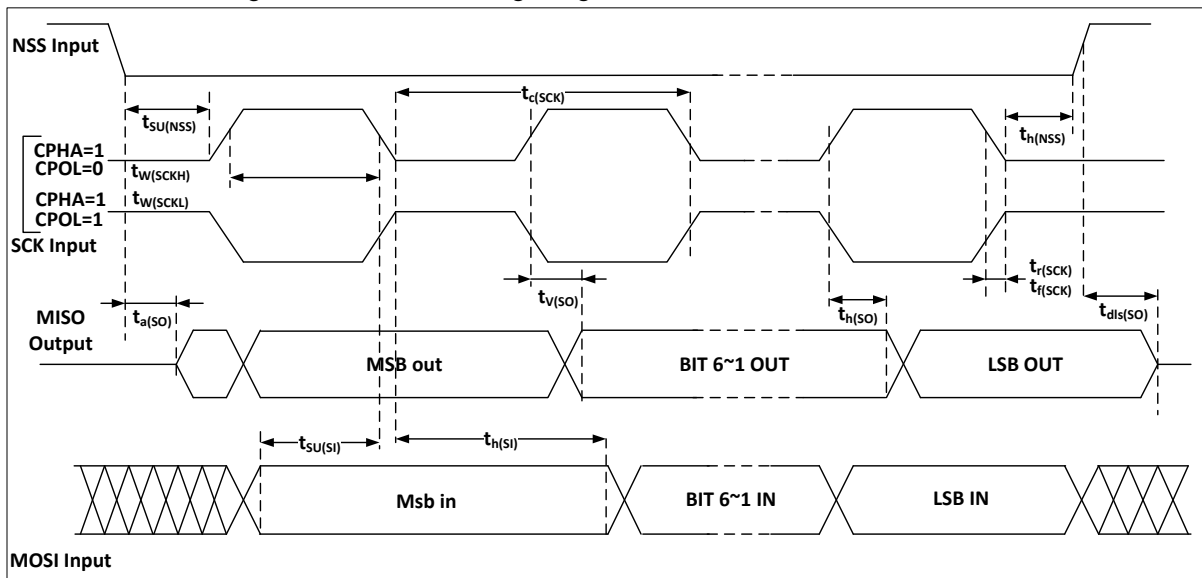 NSS Input
tc(SCK)
tSU(NSS)
th(NSS)
CPHA=1
CPOL=0
tW(SCKH)
CPHA=1
CPOL=1
tW(SCKL)
SCK Input
tV(SO)
tr(SCK)
tf(SCK)
ta(SO)
th(SO)
tdis(SO)
MISO
Output
MSB out
BIT 6~1 OUT
LSB OUT
tSU(SI)
th(SI)
Msb in
BIT 6~1 IN
LSB IN
MOSI Input